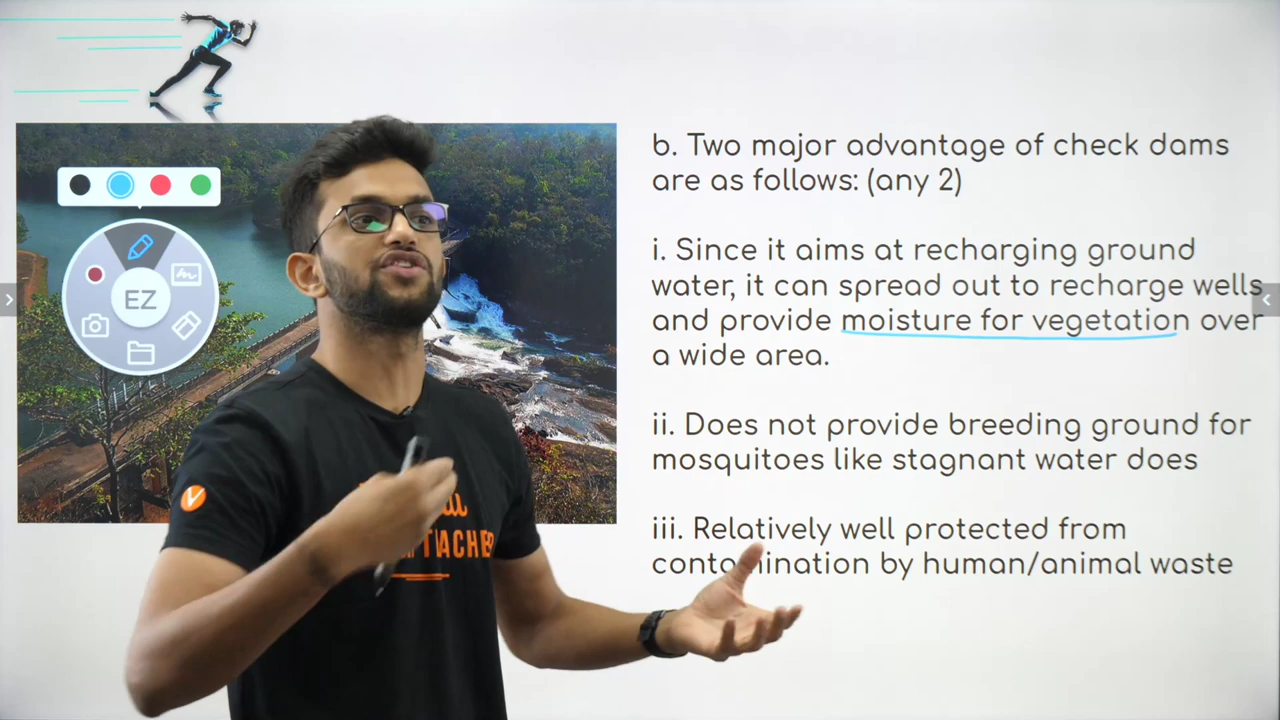 EZ
b. Two major advantage of check dams
are as follows: (any 2)
i. Since it aims at recharging ground
water, it can spread out to recharge wells
and provide moisture for vegetation over
a wide area.
ii. Does not provide breeding ground for
mosquitoes like stagnant water does
iii. Relatively well protected from
contamination by human/animal waste